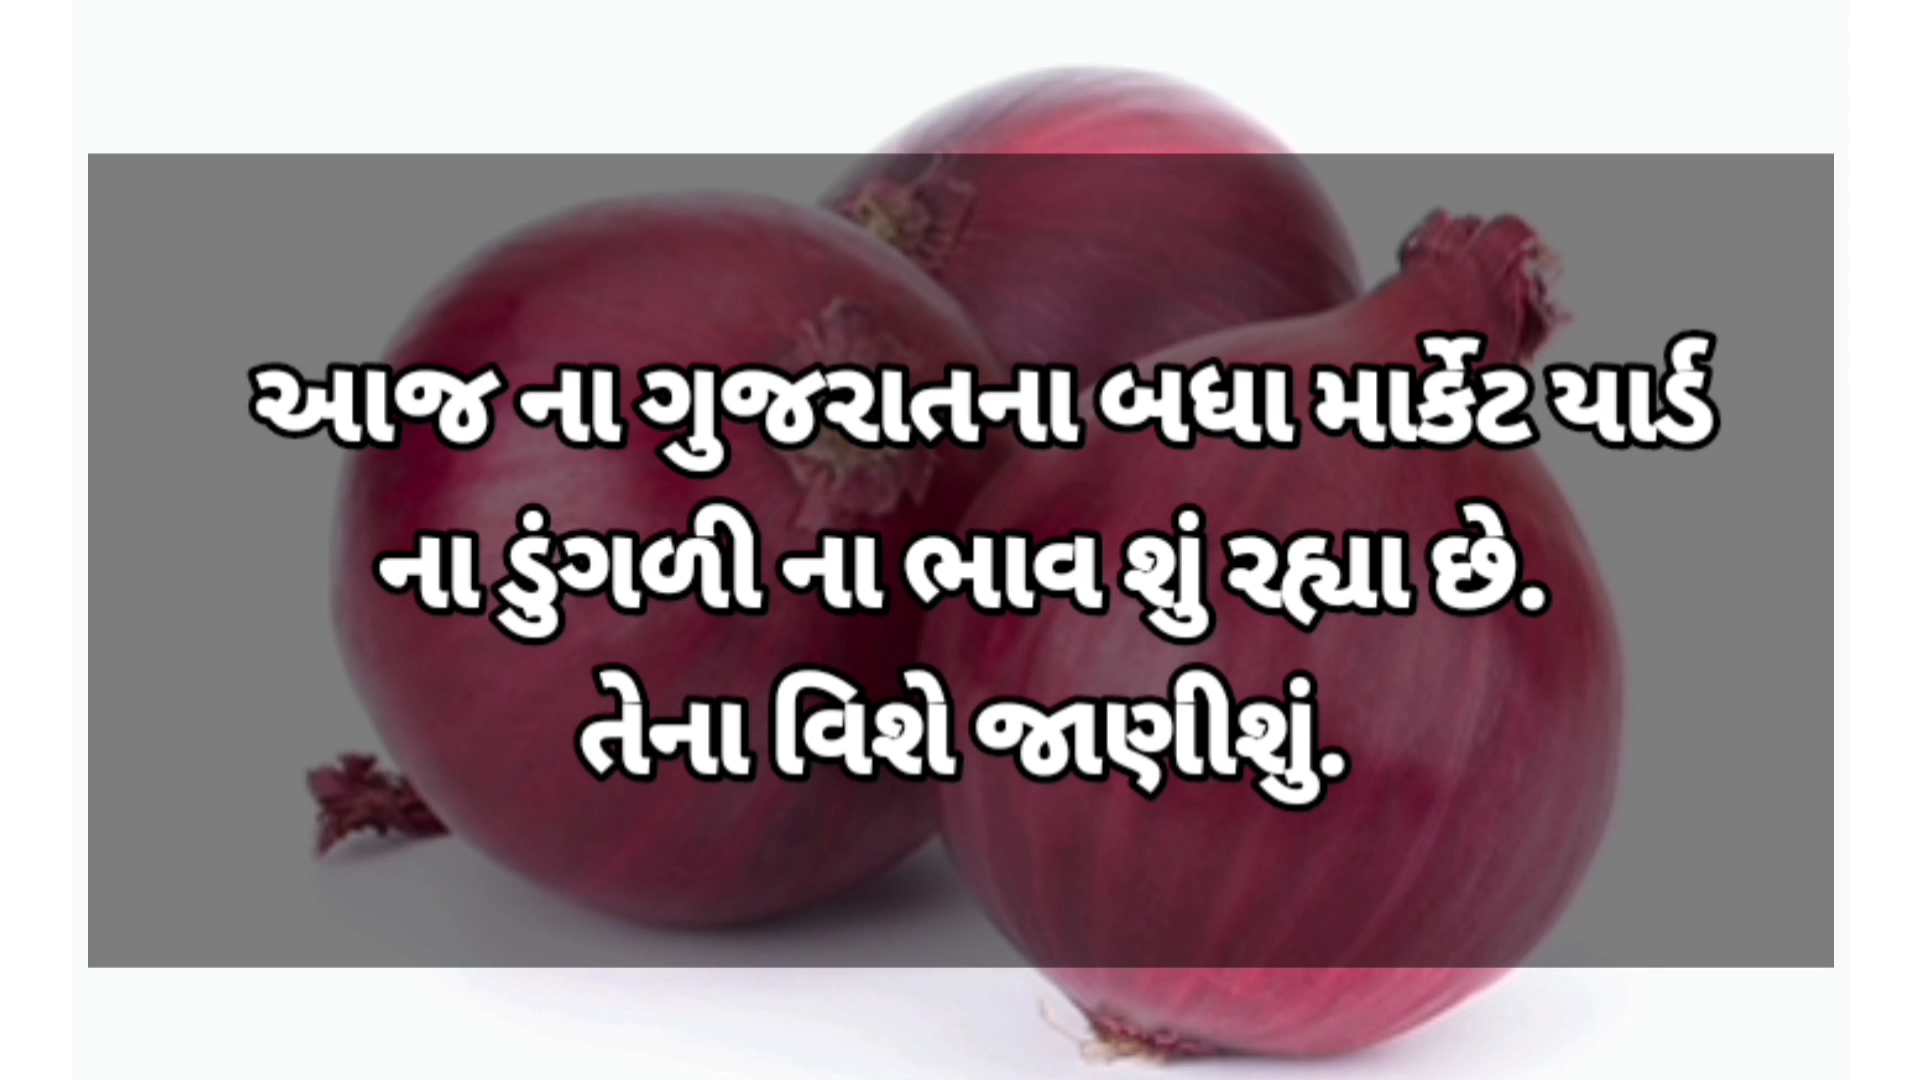 આજ ના ગુજરાતના બધા માર્કેટ યાર્ડ
ના ડુંગળી ના ભાવ શું રહ્યા છે.
તેના વિશે જાણીશું.